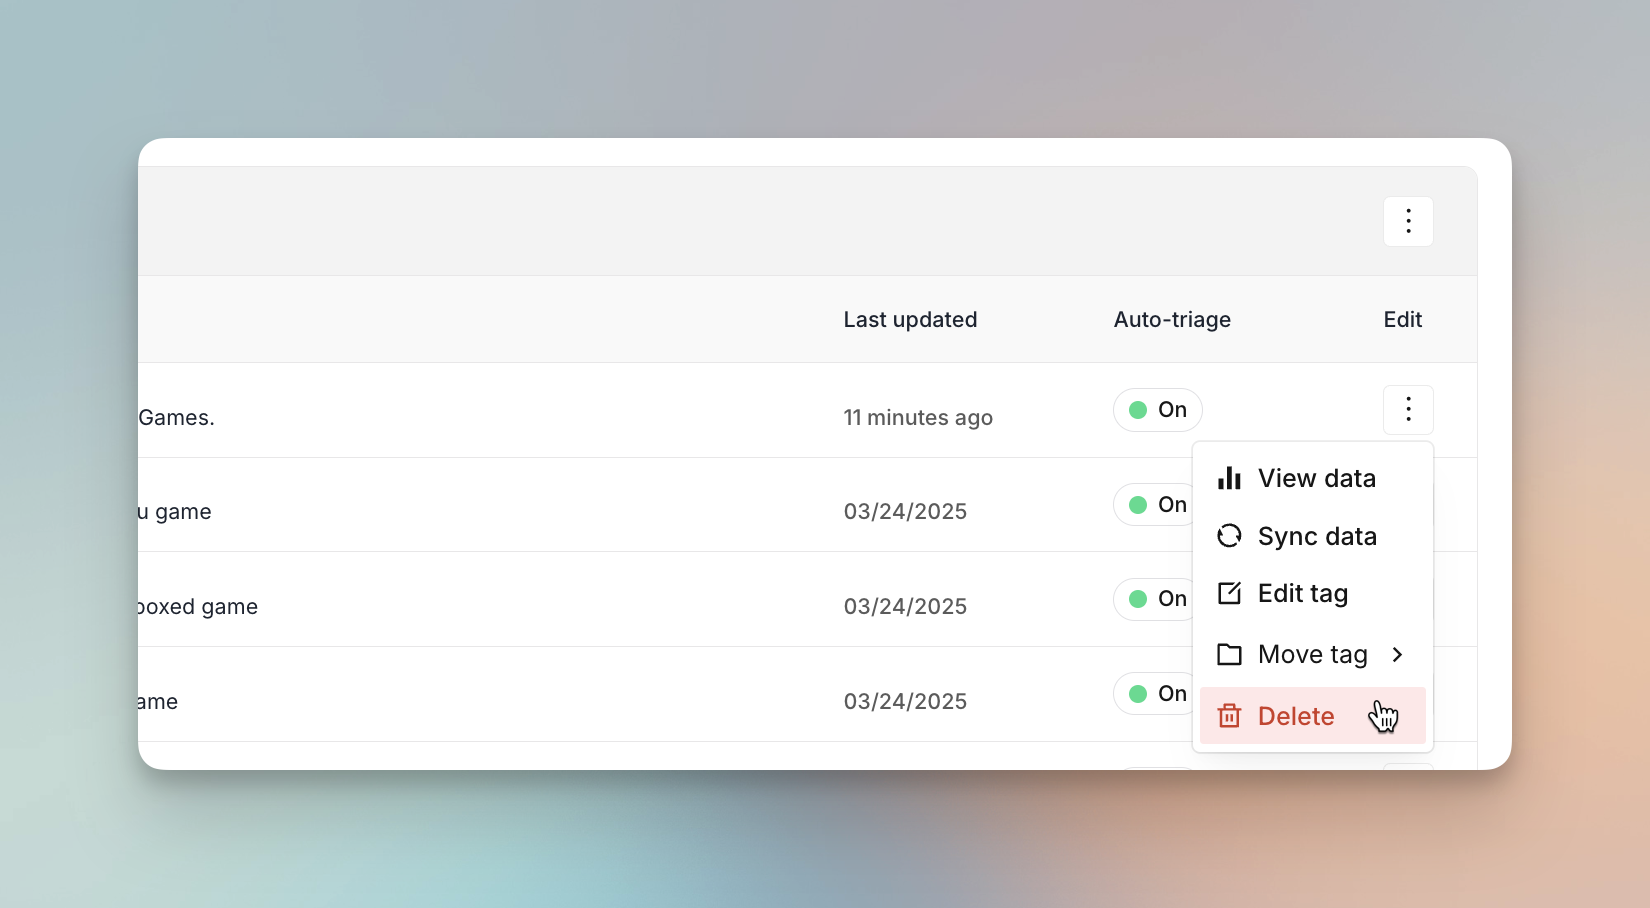 Last updated Auto-triage Edit
Games. 11 minutes ago On
View data
u game 03/24/2025 On
Sync data
Edit tag
boxed game 03/24/2025 On
Move tag
ame 03/24/2025 On
Delete